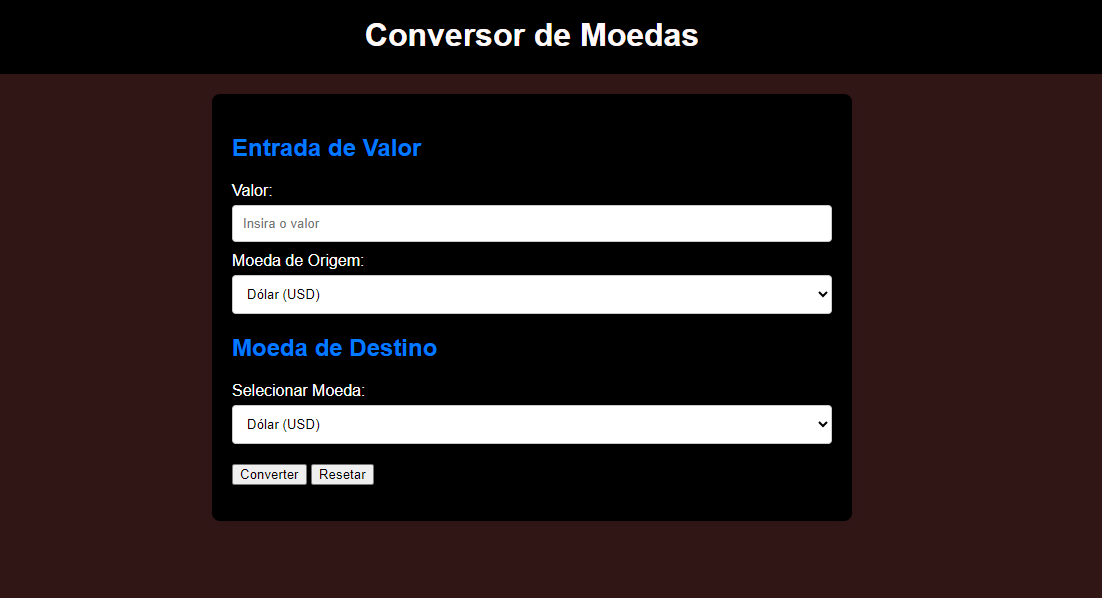 Conversor de Moedas
Entrada de Valor
Valor:
Insira o valor
Moeda de Origem:
Dólar (USD)
Moeda de Destino
Selecionar Moeda:
Dólar (USD)
Converter Resetar